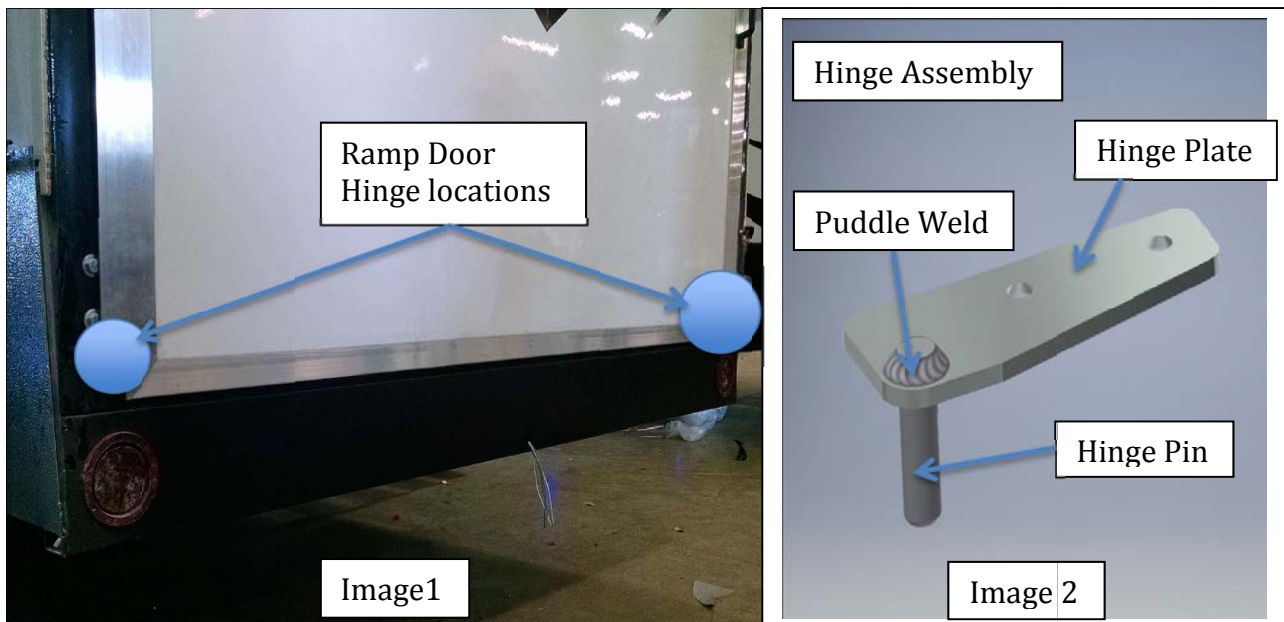 Ramp Door
Hinge locations
Image1
Hinge Assembly
Hinge Plate
Puddle Weld
Hinge Pin
Image 2